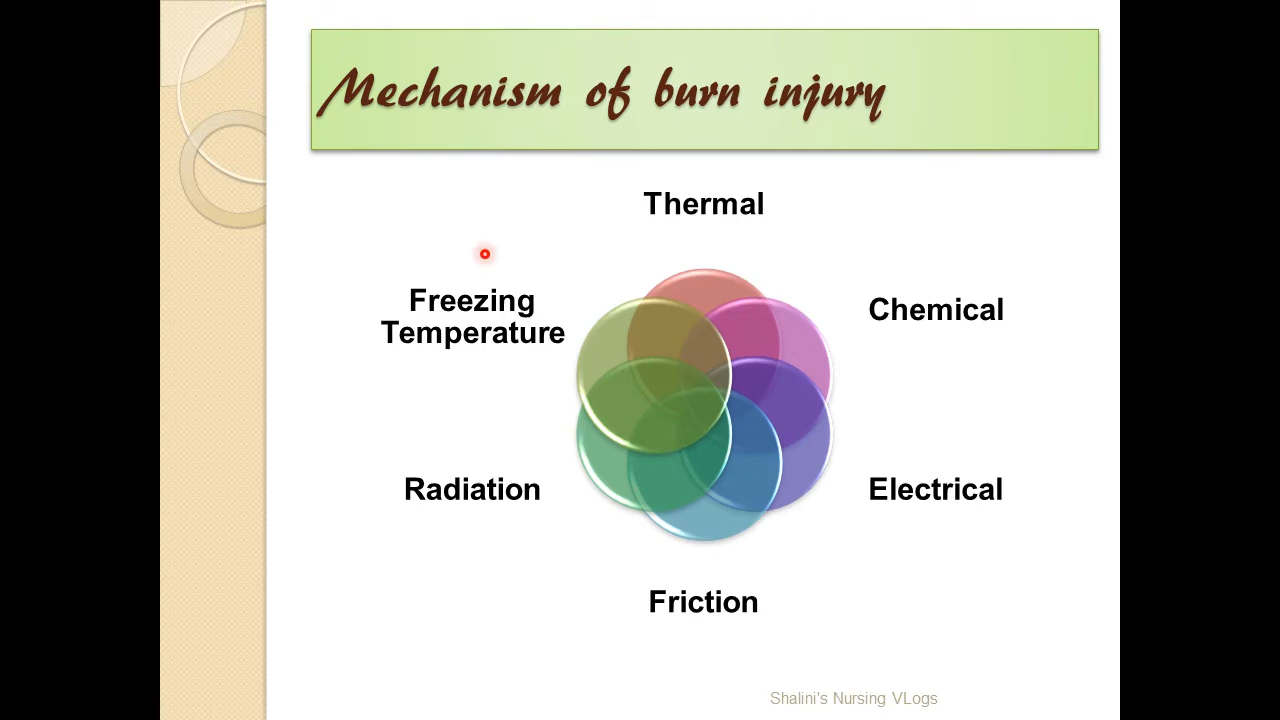 Mechanism of burn injury
Thermal
Freezing
Temperature
Chemical
Radiation
Electrical
Friction
Shalini's Nursing VLogs